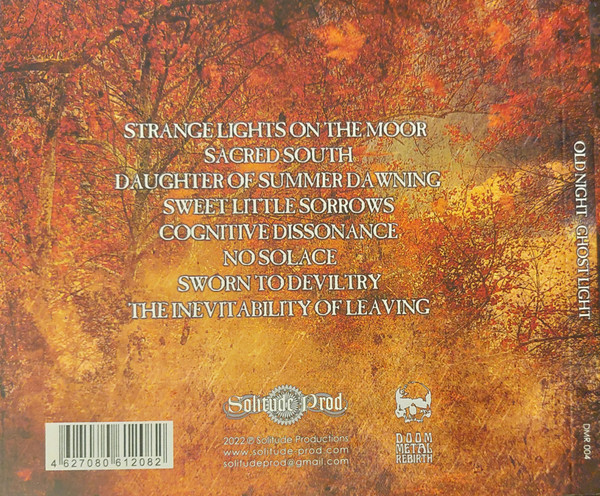 STRANGE LIGHTS ON THE MOOR
SACRED SOUTH
DAUGHTER OF SUMMER DAWNING
SWEET LITTLE SORROWS
COGNITIVE DISSONANCE
NO SOLACE
SWORN TO DEVILTRY
THE INEVITABILITY OF LEAVING
OLD NIGHT GHOST LIGHT
DMR 004
Solitude Prod
2022 © Solitude Productions
www.solitude-prod.com
solitudeprod@gmail.com
DOOM
METAL
REBIRTH
4 627080 612082